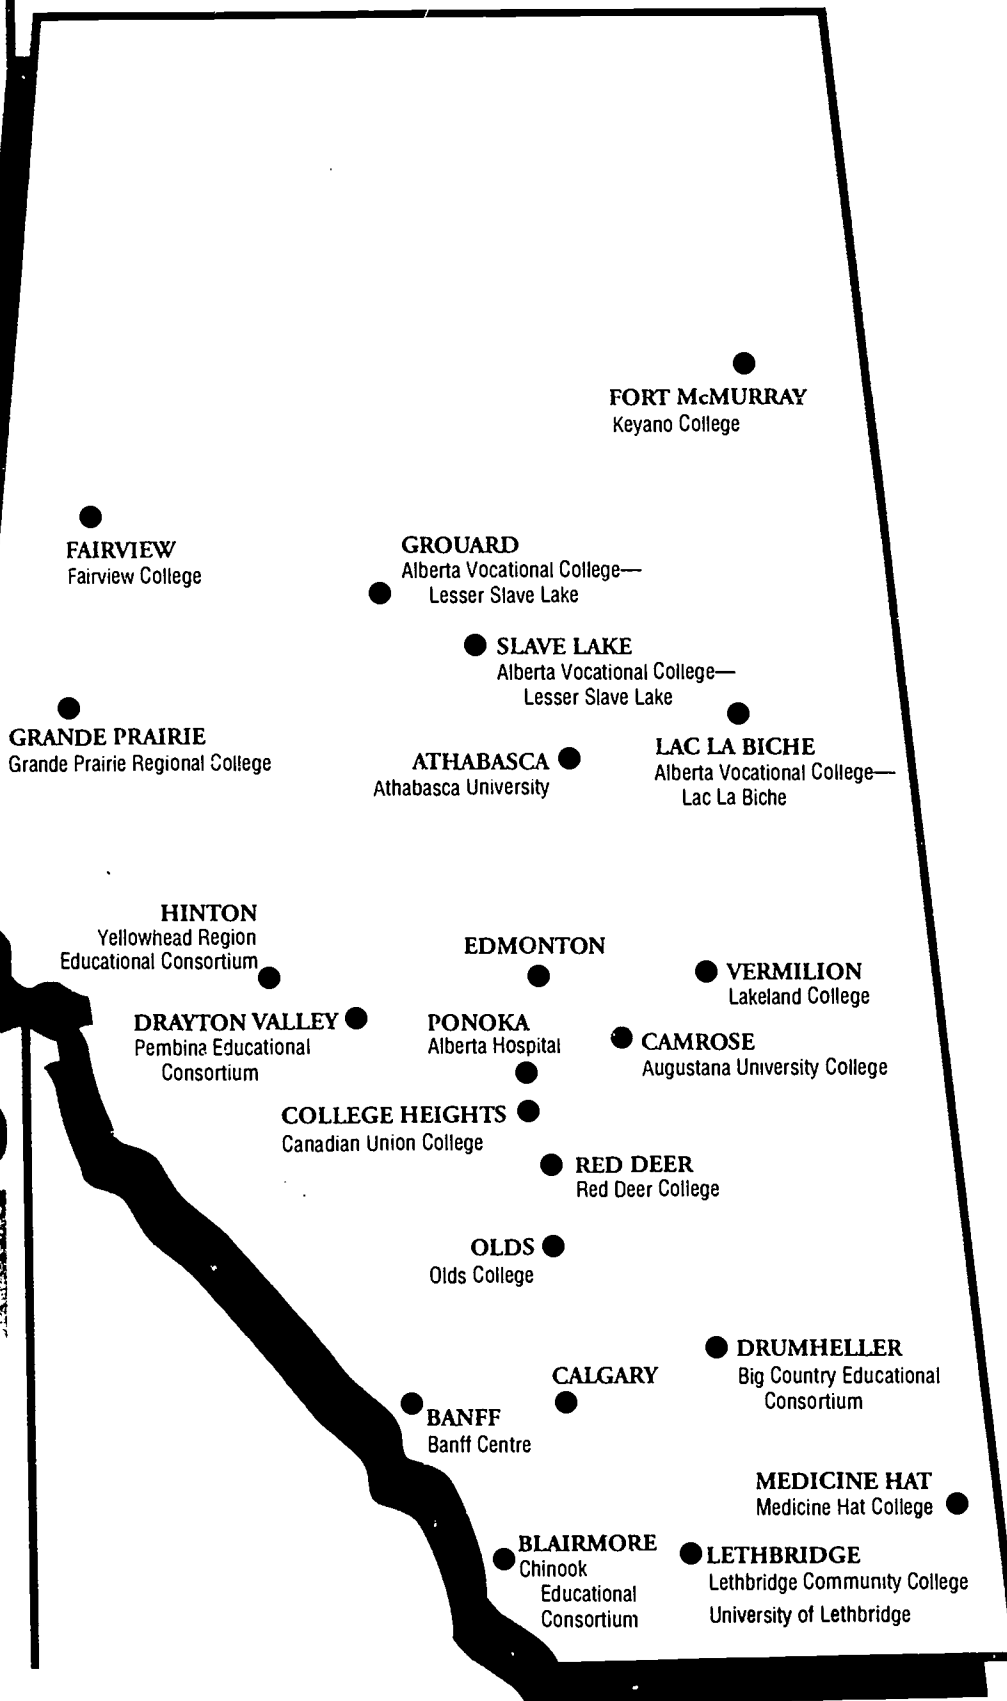 FORT McMURRAY
Keyano College
FAIRVIEW
Fairview College
GROUARD
Alberta Vocational College—
Lesser Slave Lake
SLAVE LAKE
Alberta Vocational College—
Lesser Slave Lake
GRANDE PRAIRIE
Grande Prairie Regional College
ATHABASCA
Athabasca University
LAC LA BICHE
Alberta Vocational College—
Lac La Biche
HINTON
Yellowhead Region
Educational Consortium
EDMONTON
VERMILION
Lakeland College
DRAYTON VALLEY
Pembina Educational
Consortium
PONOKA
Alberta Hospital
CAMROSE
Augustana University College
COLLEGE HEIGHTS
Canadian Union College
RED DEER
Red Deer College
OLDS
Olds College
DRUMHELLER
Big Country Educational
Consortium
CALGARY
BANFF
Banff Centre
MEDICINE HAT
Medicine Hat College
BLAIRMORE
Chinook
Educational
Consortium
LETHBRIDGE
Lethbridge Community College
University of Lethbridge